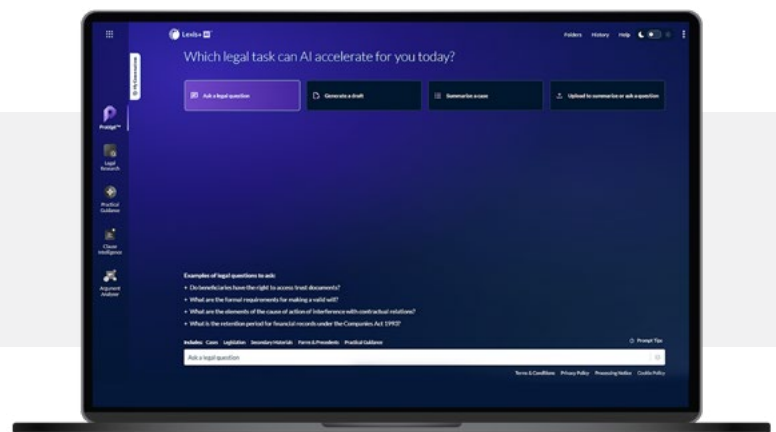 Lexis+ AI
Folders History Help
Which legal task can AI accelerate for you today?
My Conversations
Ask a legal question
Generate a draft
Summarise a case
Upload to summarise or ask a question
Protégé™
Legal
Research
Practical
Guidance
Clause
Intelligence
Argument
Analyser
Examples of legal questions to ask:
+ Do beneficiaries have the right to access trust documents?
+ What are the formal requirements for making a valid will?
+ What are the elements of the cause of action of interference with contractual relations?
+ What is the retention period for financial records under the Companies Act 1993?
Includes: Cases Legislation Secondary Materials Forms & Precedents Practical Guidance
Prompt Tips
Ask a legal question
Terms & Conditions Privacy Policy Processing Notice Cookie Policy